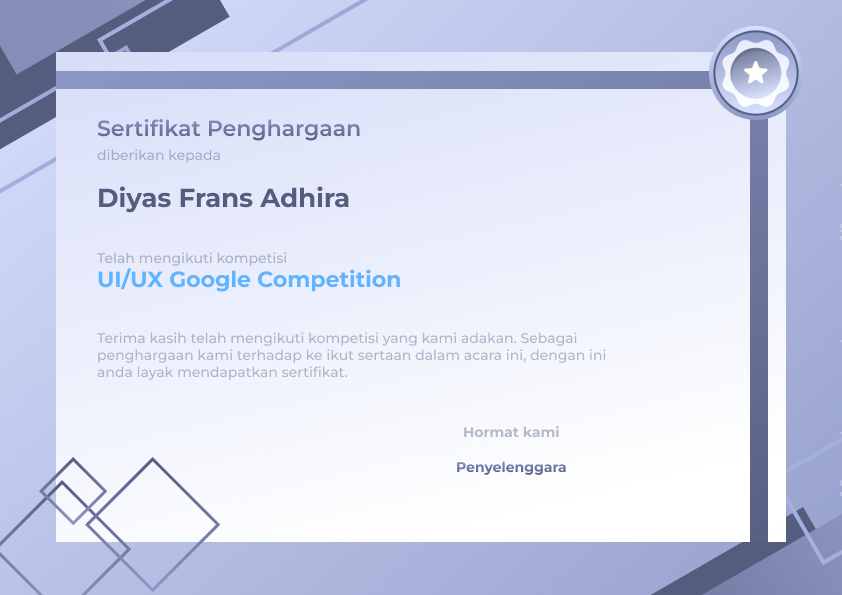 Sertifikat Penghargaan
diberikan kepada
Diyas Frans Adhira
Telah mengikuti kompetisi
UI/UX Google Competition
Terima kasih telah mengikuti kompetisi yang kami adakan. Sebagai
penghargaan kami terhadap ke ikut sertaan dalam acara ini, dengan ini
anda layak mendapatkan sertifikat.
Hormat kami
Penyelenggara